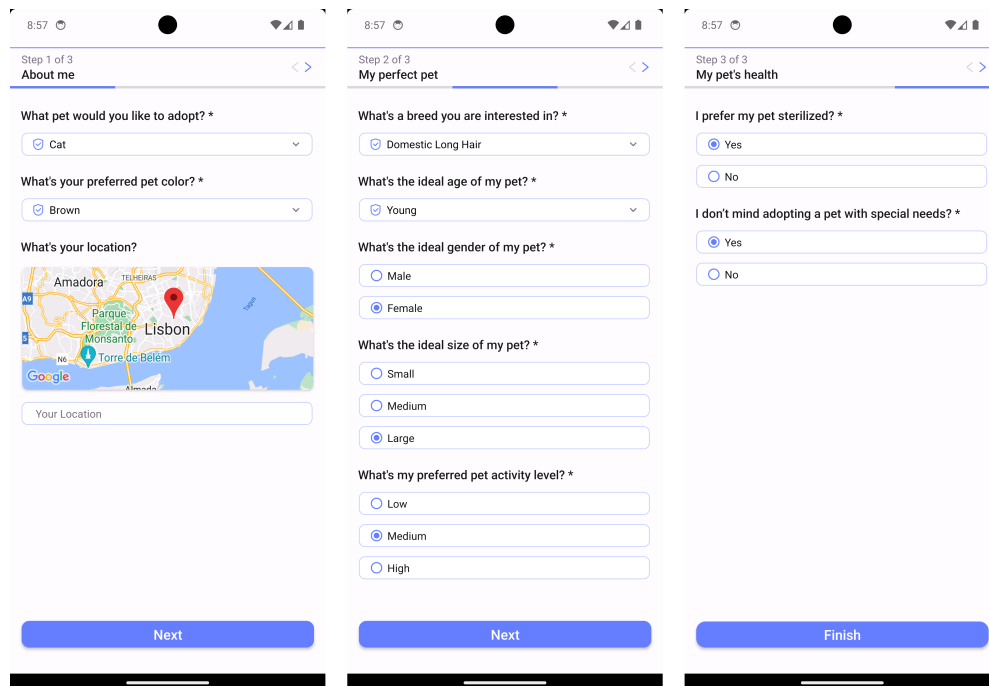 8:57
Step 1 of 3
About me
What pet would you like to adopt? *
Cat
What's your preferred pet color? *
Brown
What's your location?
Amadora
TELHEIRAS
A9
Parque
Florestal de
Monsanto
Lisbon
Tagus
5
N6
Torre de Belém
Google
Almada
Your Location
Next
8:57
Step 2 of 3
My perfect pet
What's a breed you are interested in? *
Domestic Long Hair
What's the ideal age of my pet? *
Young
What's the ideal gender of my pet? *
Male
Female
What's the ideal size of my pet? *
Small
Medium
Large
What's my preferred pet activity level? *
Low
Medium
High
Next
8:57
Step 3 of 3
My pet's health
I prefer my pet sterilized? *
Yes
No
I don't mind adopting a pet with special needs? *
Yes
No
Finish